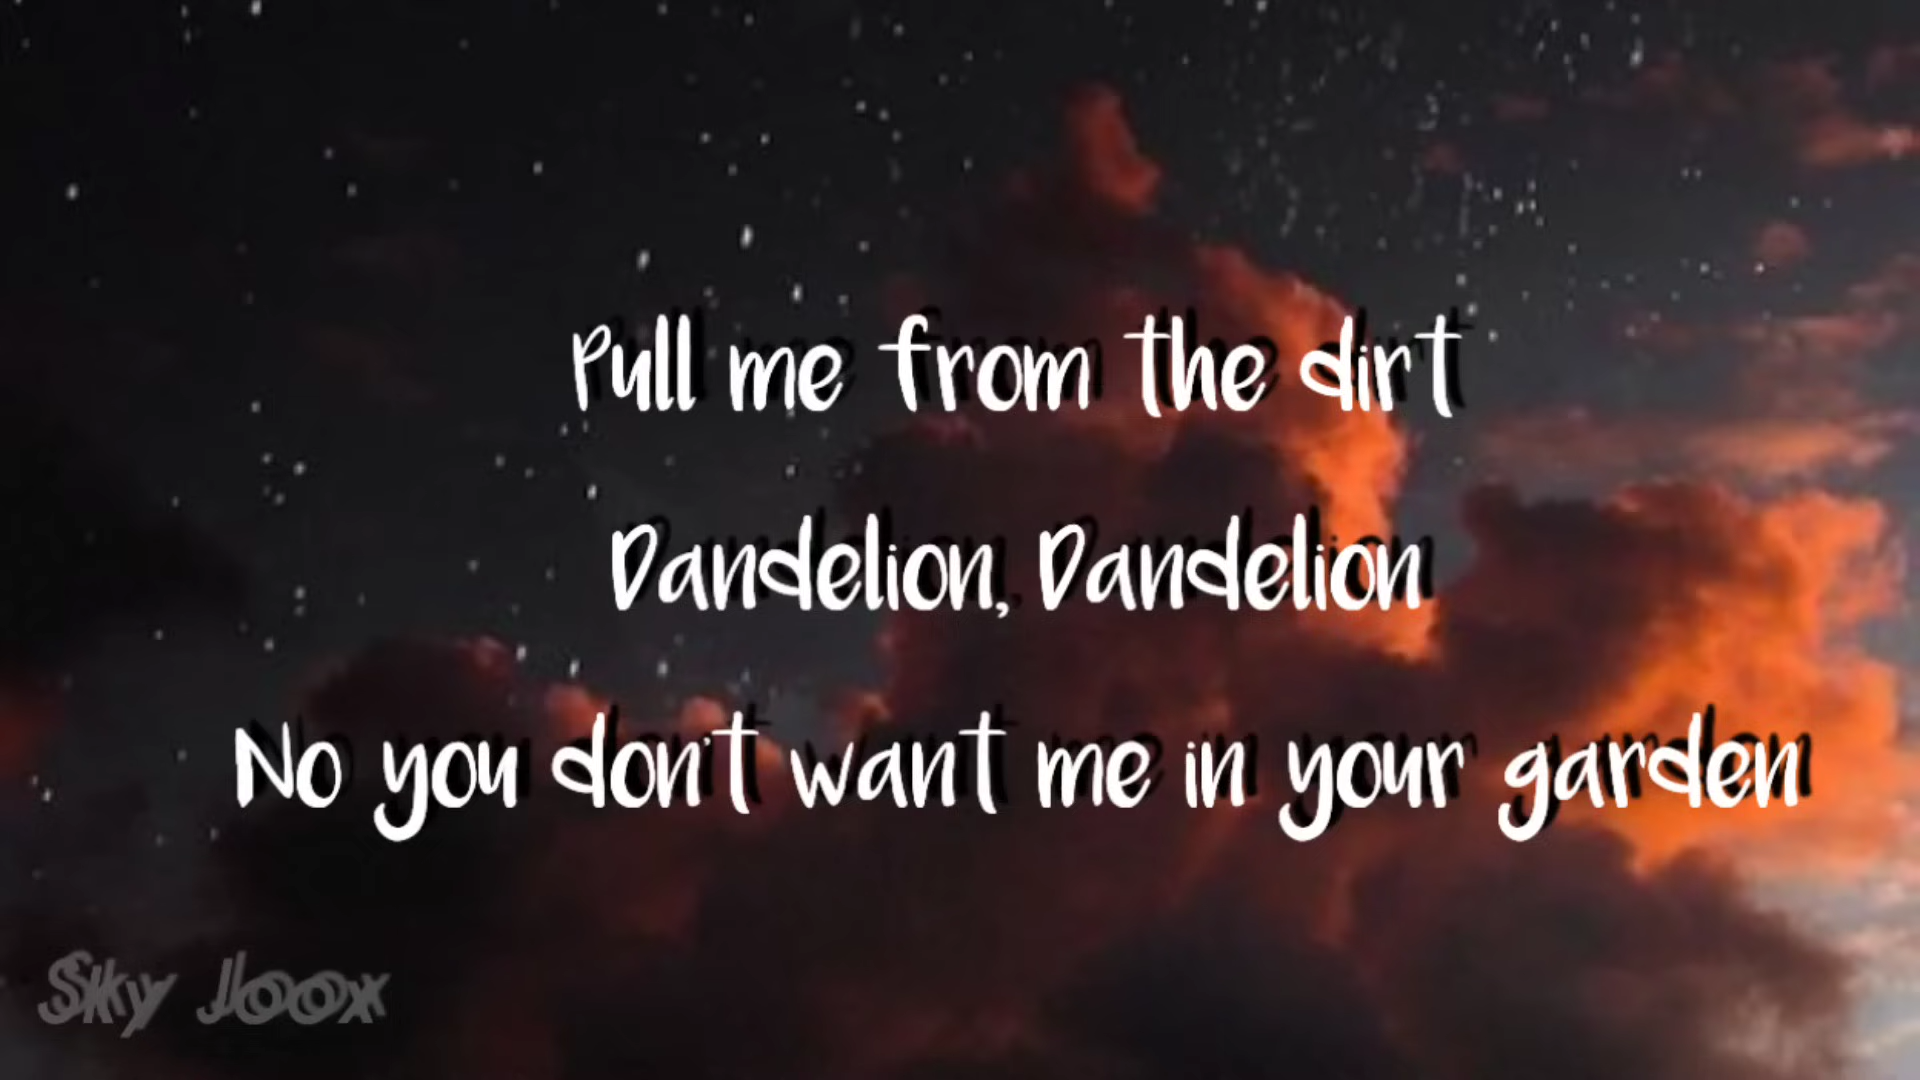 Pull me from the dirt
Dandelion, Dandelion
No you don't want me in your garden
Sky Joox